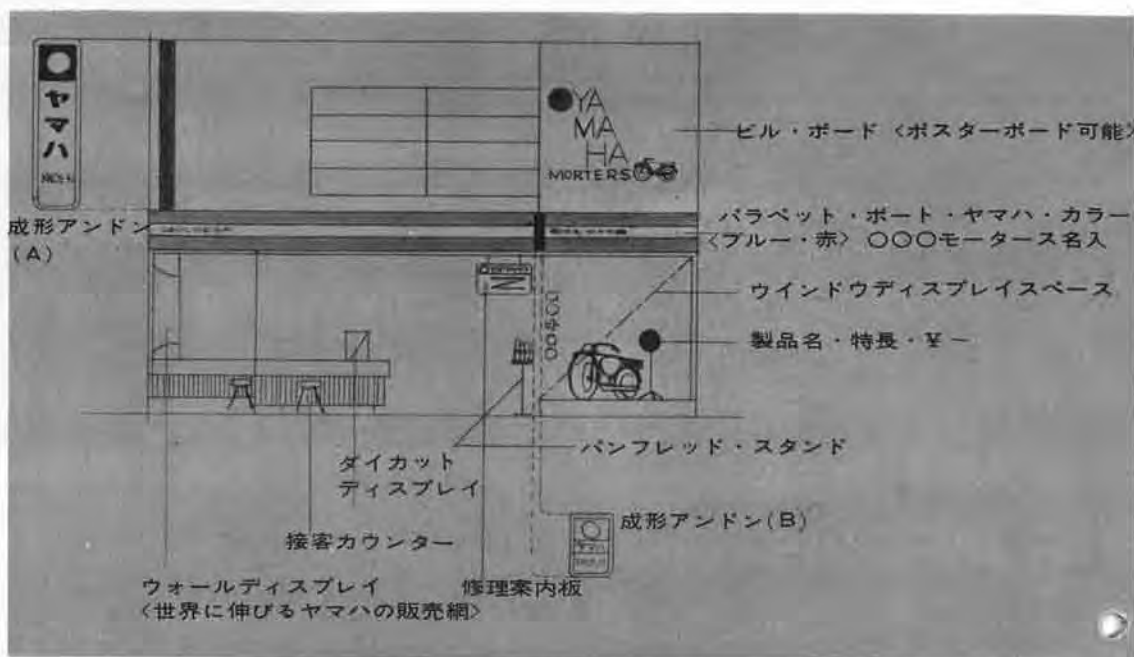 ヤマハ
YA
MA
HA
MORTERS
ビル・ボード〈ポスターボード可能〉
成形アンドン
(A)
パラペット・ボート・ヤマハ・カラー
〈ブルー・赤〉〇〇〇モータース名入
ウインドウディスプレイスペース
製品名・特長・¥−
パンフレッド・スタンド
ダイカット
ディスプレイ
成形アンドン(B)
接客カウンター
ヤマハ
ウォールディスプレイ
〈世界に伸びるヤマハの販売網〉
修理案内板